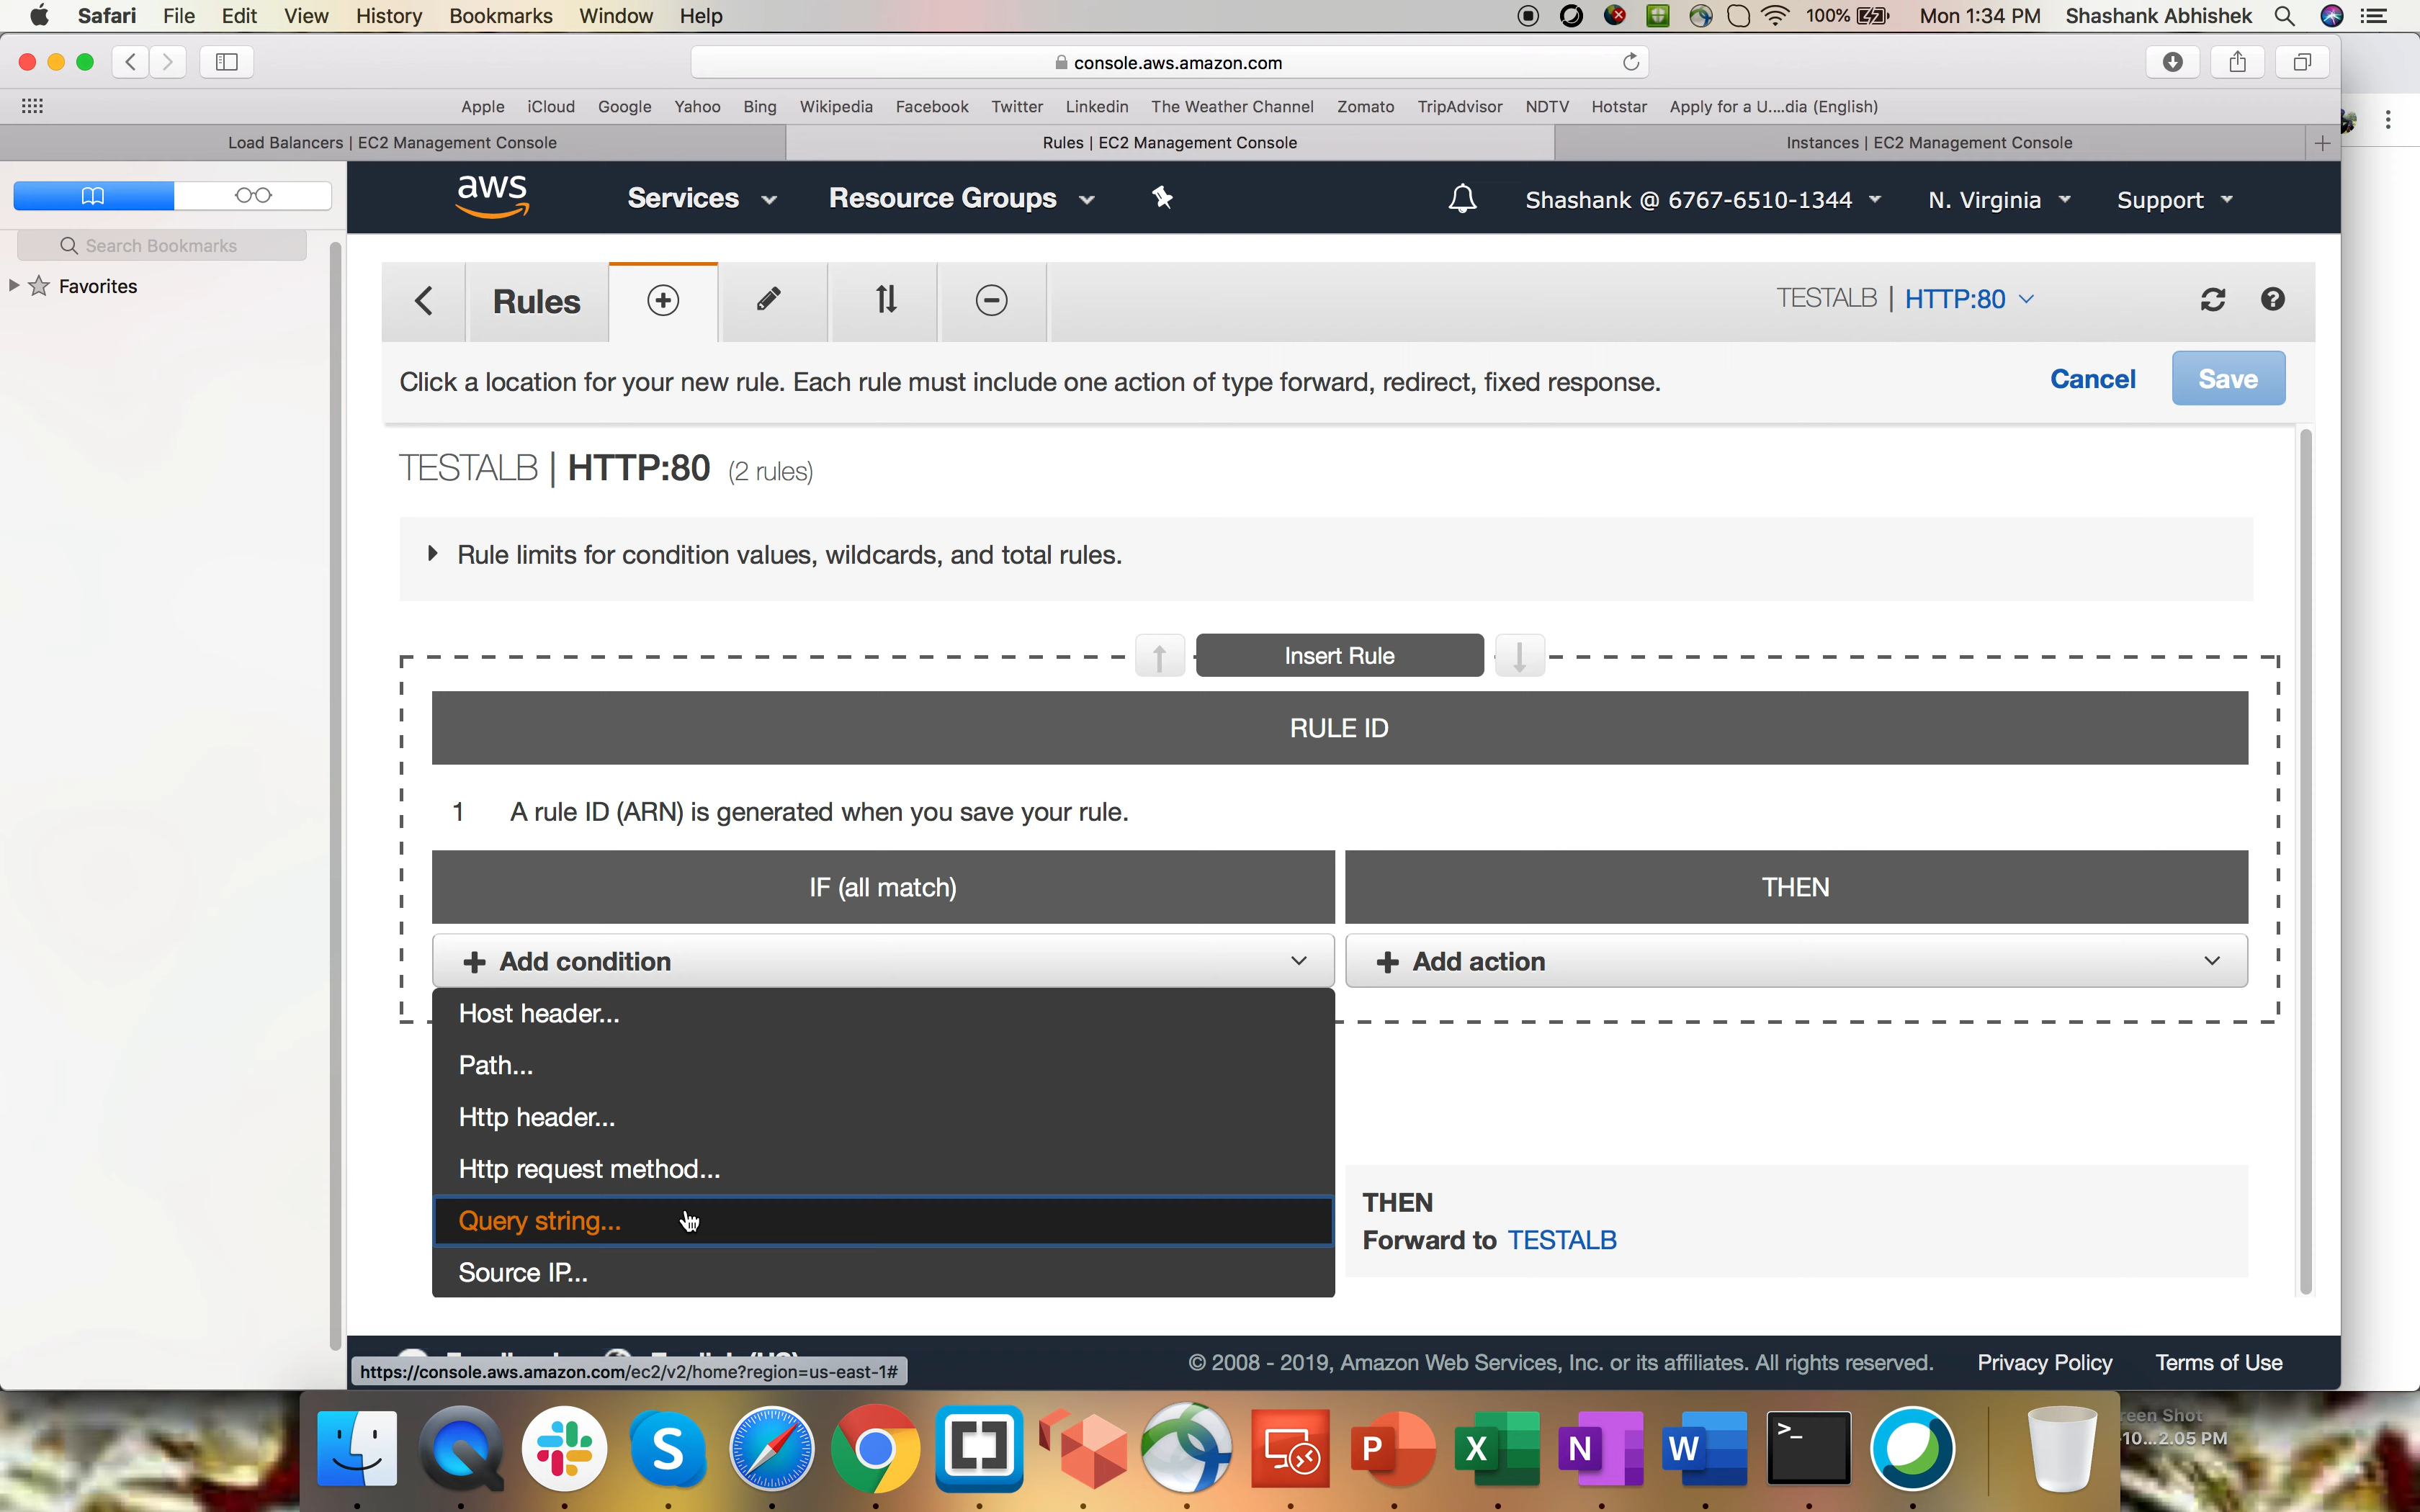 Safari File Edit View History Bookmarks Window Help 100% Mon 1:34 PM Shashank Abhishek
console.aws.amazon.com
Apple iCloud Google Yahoo Bing Wikipedia Facebook Twitter Linkedin The Weather Channel Zomato TripAdvisor NDTV Hotstar Apply for a U....dia (English)
Load Balancers | EC2 Management Console Rules | EC2 Management Console Instances | EC2 Management Console
aws Services Resource Groups Shashank @ 6767-6510-1344 N. Virginia Support
Search Bookmarks
Favorites
Rules TESTALB | HTTP:80
Click a location for your new rule. Each rule must include one action of type forward, redirect, fixed response. Cancel Save
TESTALB | HTTP:80 (2 rules)
Rule limits for condition values, wildcards, and total rules.
Insert Rule
RULE ID
1 A rule ID (ARN) is generated when you save your rule.
IF (all match) THEN
Add condition Add action
Host header...
Path...
Http header...
Http request method...
Query string...
Source IP...
THEN
Forward to TESTALB
https://console.aws.amazon.com/ec2/v2/home?region=us-east-1#
© 2008 - 2019, Amazon Web Services, Inc. or its affiliates. All rights reserved. Privacy Policy Terms of Use
S P X N W >_
Shot
10...2.05 PM